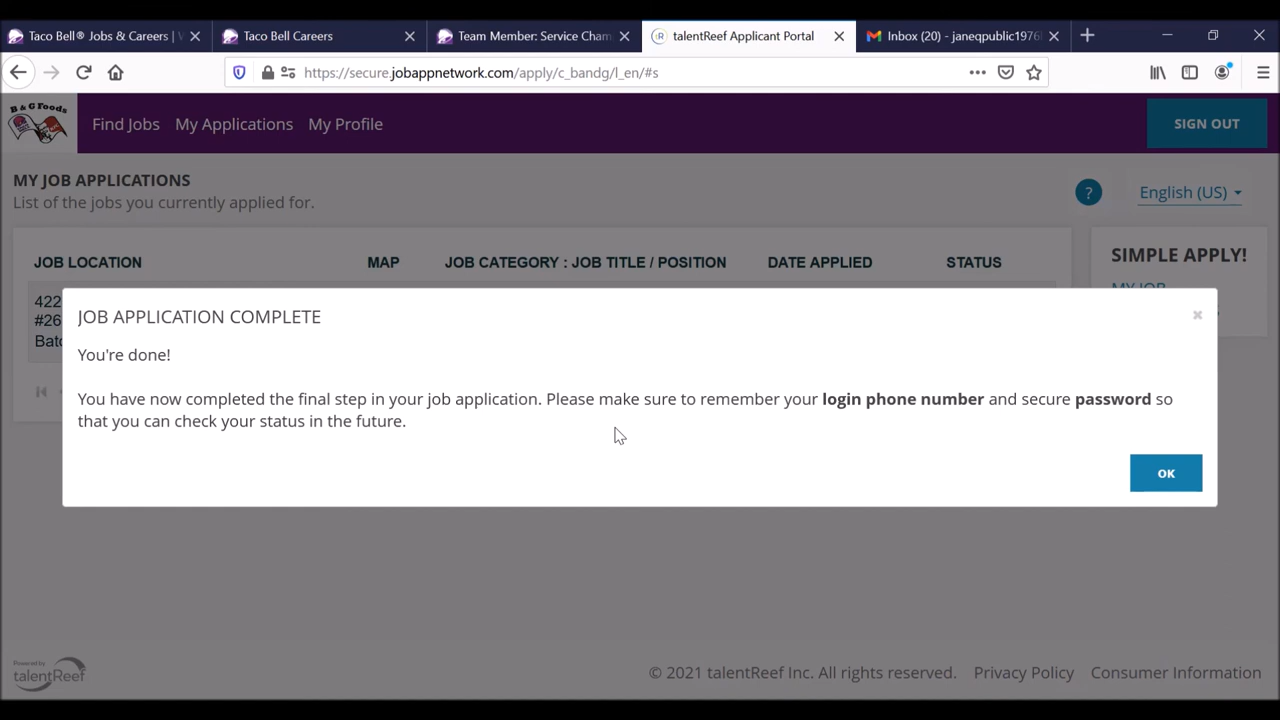 Taco Bell® Jobs & Careers |
Taco Bell Careers
Team Member: Service Cham
talentReef Applicant Portal
Inbox (20) - janeqpublic1976
https://secure.jobappnetwork.com/apply/c_bandg/l_en/#s
B & G Foods
Find Jobs
My Applications
My Profile
SIGN OUT
MY JOB APPLICATIONS
List of the jobs you currently applied for.
?
English (US)
JOB LOCATION
MAP
JOB CATEGORY : JOB TITLE / POSITION
DATE APPLIED
STATUS
SIMPLE APPLY!
MY JOB
422
#26
Bato
JOB APPLICATION COMPLETE
You're done!
You have now completed the final step in your job application. Please make sure to remember your login phone number and secure password so
that you can check your status in the future.
OK
Powered by
talentReef
© 2021 talentReef Inc. All rights reserved.
Privacy Policy
Consumer Information